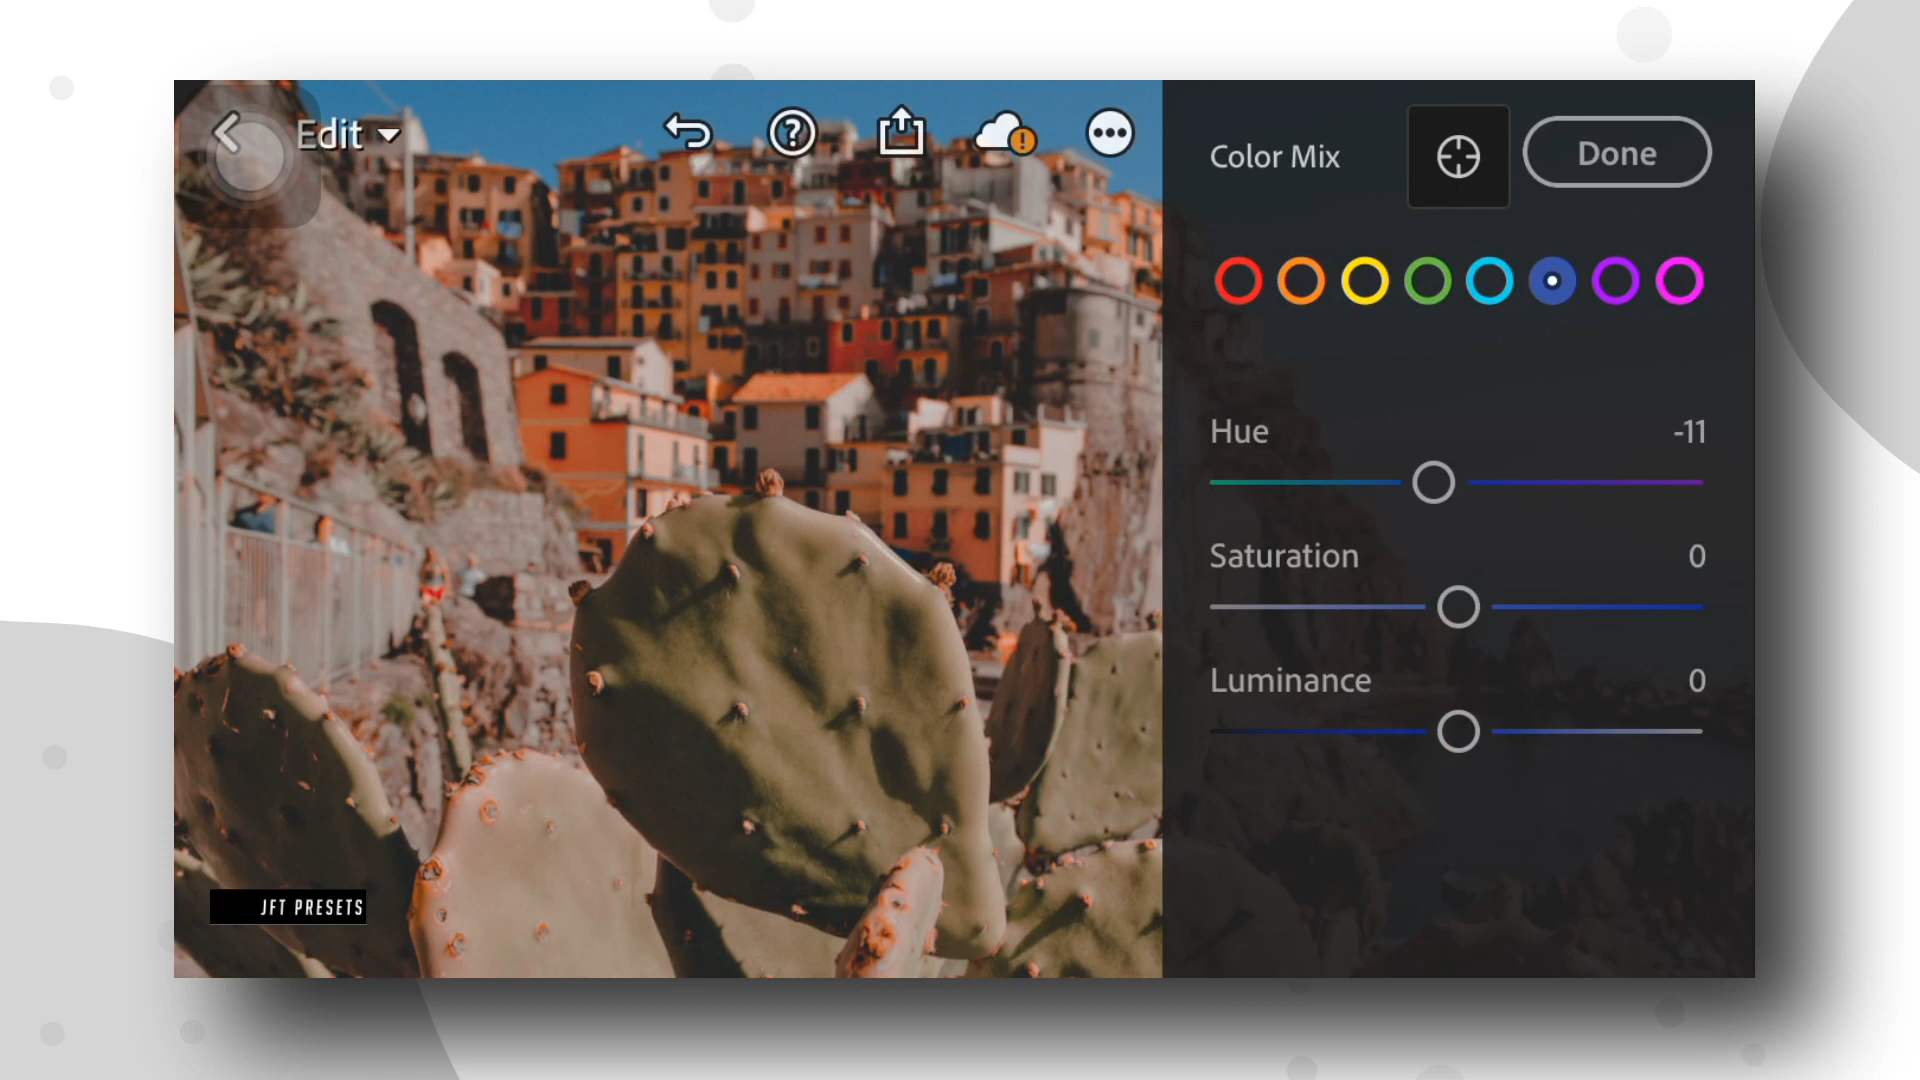 Edit
Color Mix
Done
Hue -11
Saturation 0
Luminance 0
JFT PRESETS